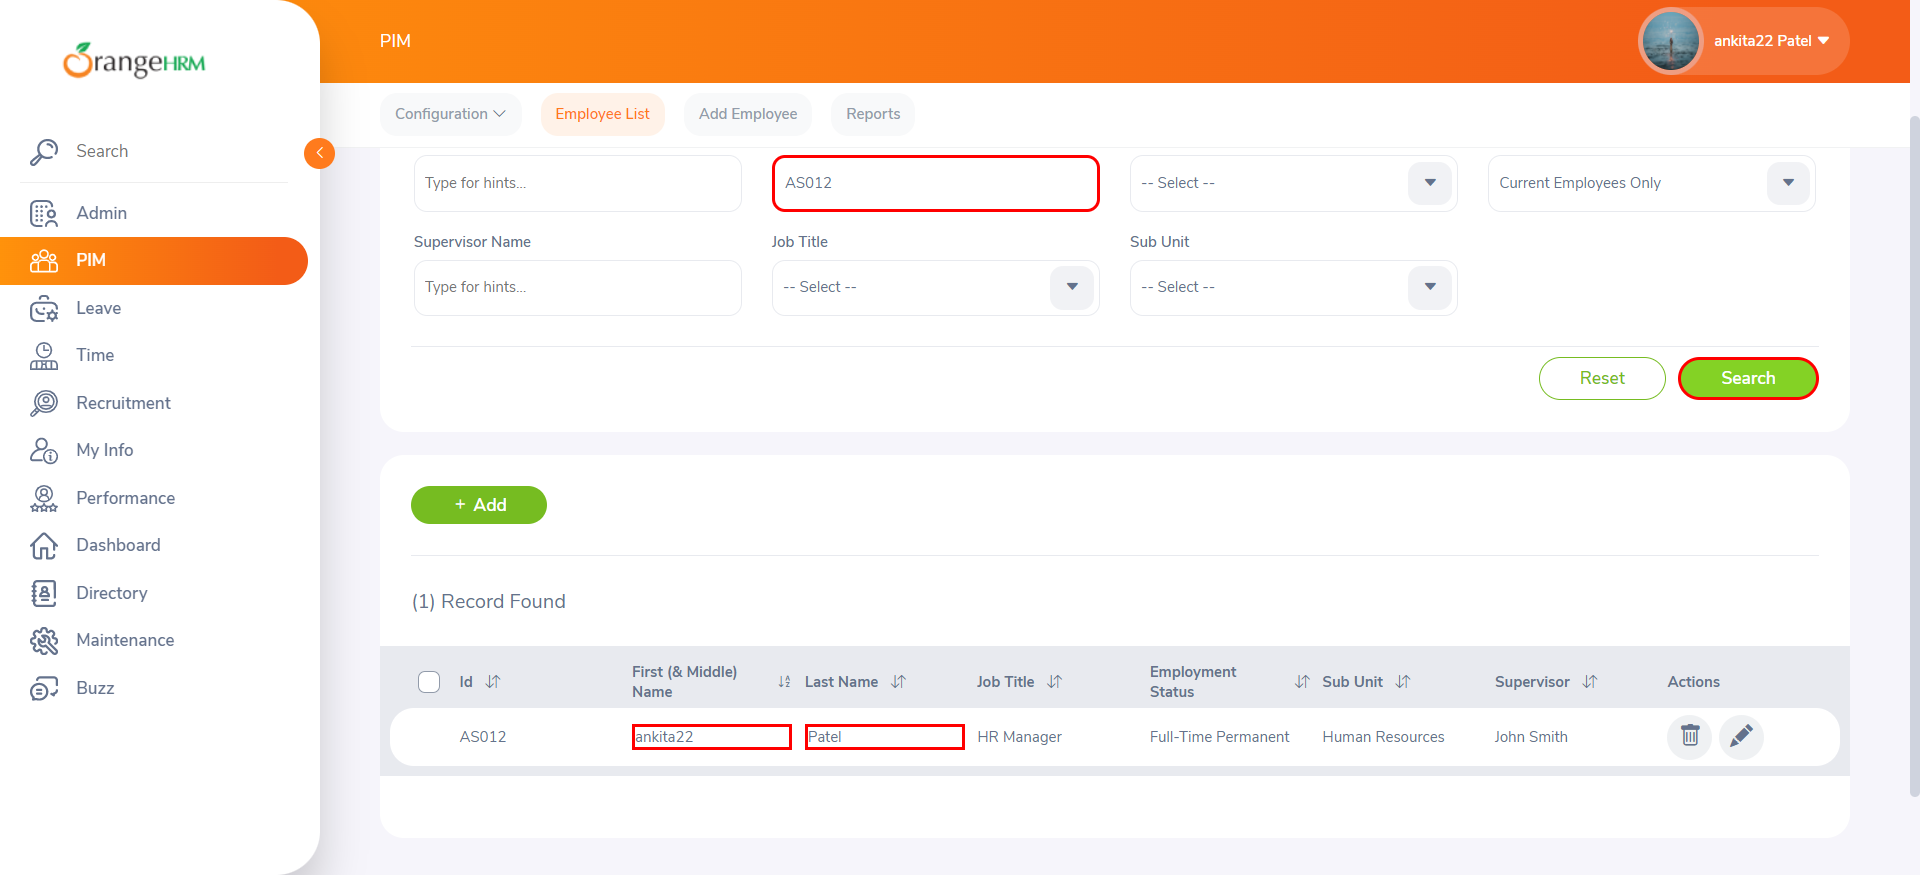 OrangeHRM
Search
Admin
PIM
Leave
Time
Recruitment
My Info
Performance
Dashboard
Directory
Maintenance
Buzz
PIM
ankita22 Patel
Configuration
Employee List
Add Employee
Reports
Type for hints...
AS012
-- Select --
Current Employees Only
Supervisor Name
Job Title
Sub Unit
Type for hints...
-- Select --
-- Select --
Reset
Search
+ Add
(1) Record Found
Id
First (& Middle)
Name
Last Name
Job Title
Employment
Status
Sub Unit
Supervisor
Actions
AS012
ankita22
Patel
HR Manager
Full-Time Permanent
Human Resources
John Smith